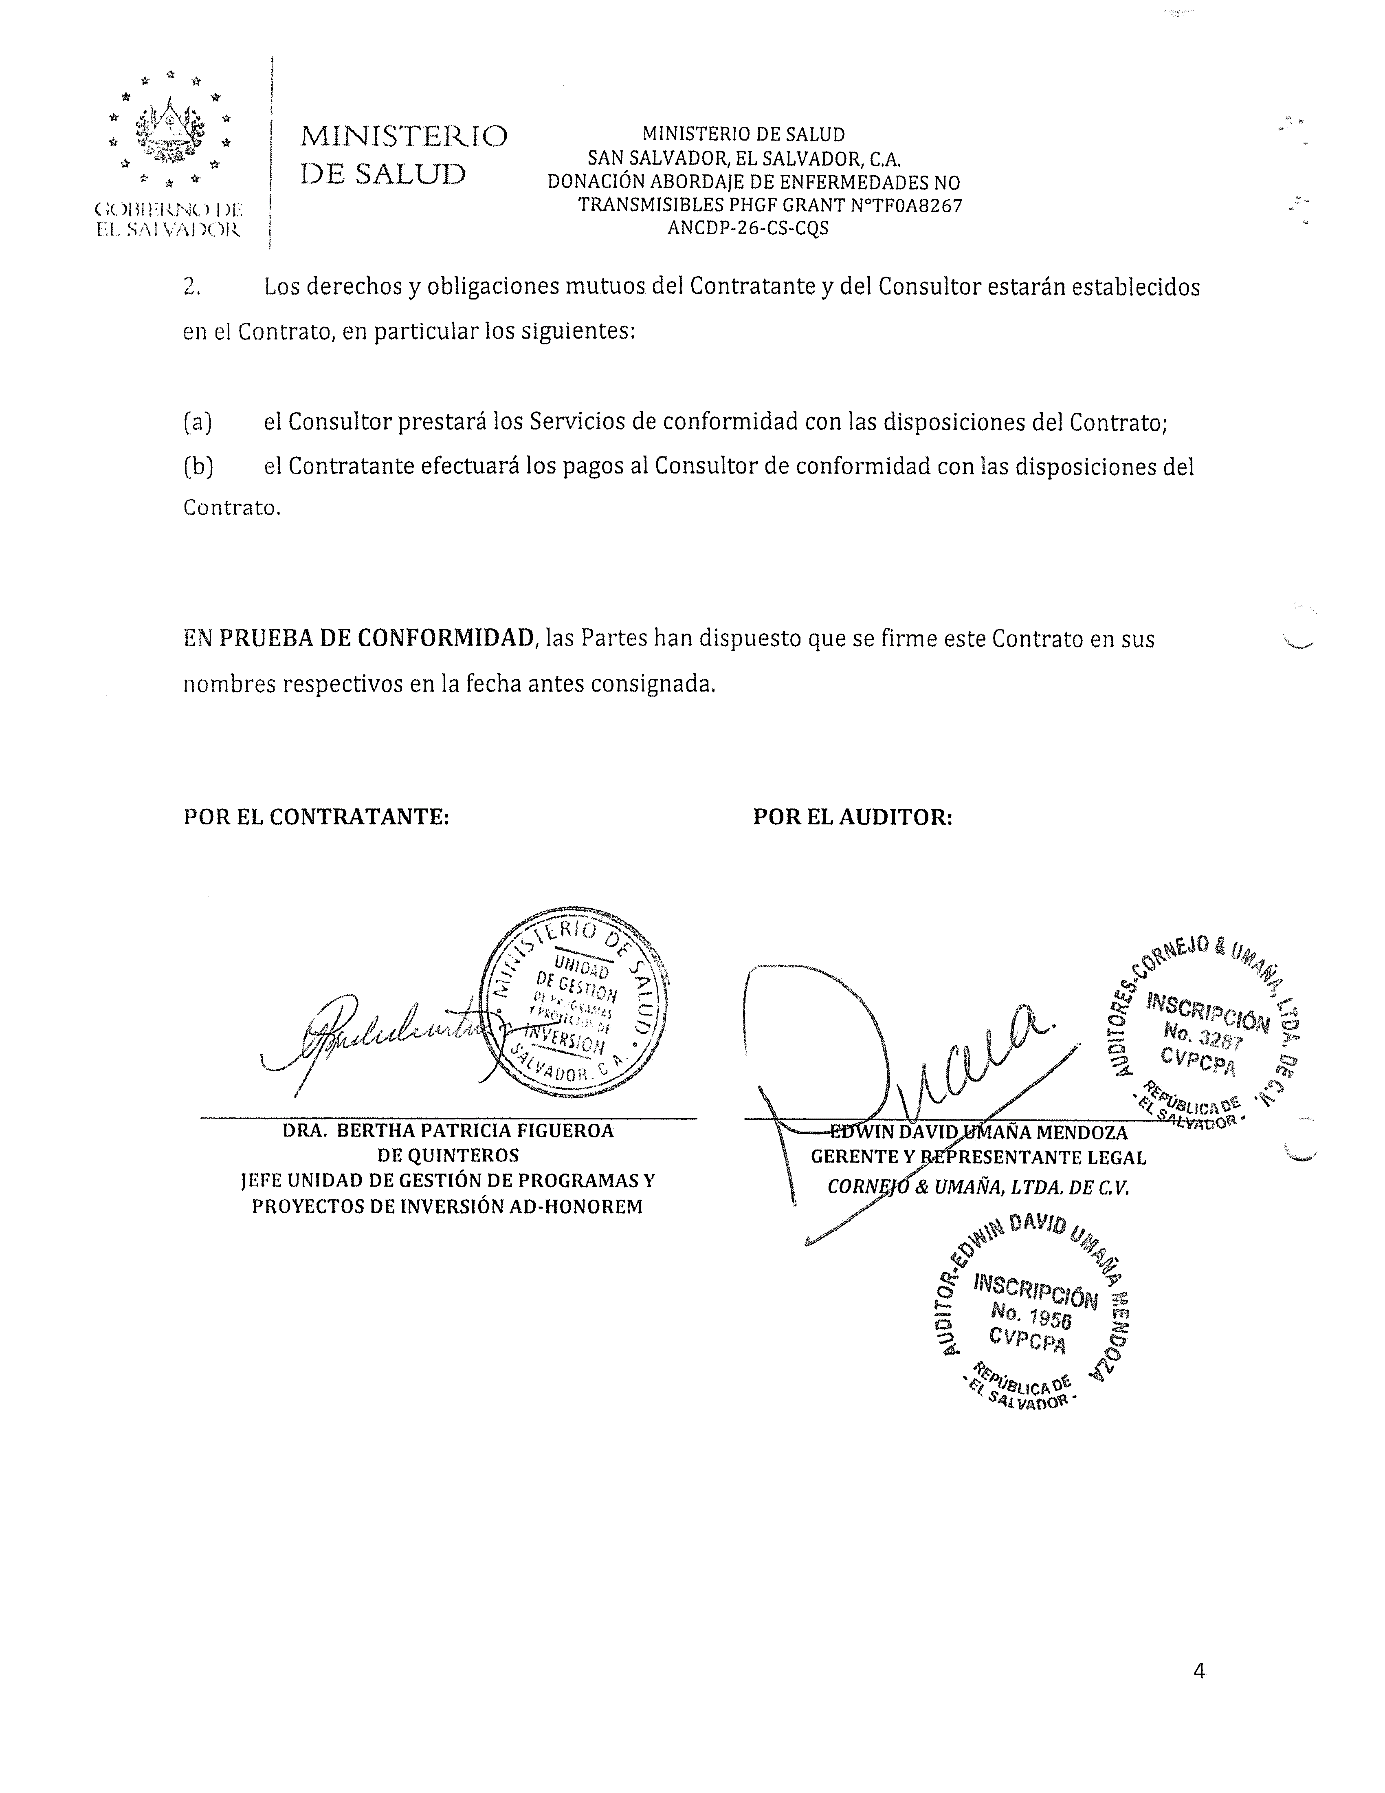 GOBIERNO DE
EL SALVADOR
MINISTERIO
DE SALUD
MINISTERIO DE SALUD
SAN SALVADOR, EL SALVADOR, C.A.
DONACIÓN ABORDAJE DE ENFERMEDADES NO
TRANSMISIBLES PHGF GRANT N°TF0A8267
ANCDP-26-CS-CQS
2. Los derechos y obligaciones mutuos del Contratante y del Consultor estarán establecidos
en el Contrato, en particular los siguientes:
(a) el Consultor prestará los Servicios de conformidad con las disposiciones del Contrato;
(b) el Contratante efectuará los pagos al Consultor de conformidad con las disposiciones del
Contrato.
EN PRUEBA DE CONFORMIDAD, las Partes han dispuesto que se firme este Contrato en sus
nombres respectivos en la fecha antes consignada.
POR EL CONTRATANTE:
POR EL AUDITOR:
MINISTERIO DE SALUD
UNIDAD
DE GESTION
DE PROGRAMAS
Y PROYECTOS DE
INVERSION
SALVADOR, C.A.
DRA. BERTHA PATRICIA FIGUEROA
DE QUINTEROS
JEFE UNIDAD DE GESTIÓN DE PROGRAMAS Y
PROYECTOS DE INVERSIÓN AD-HONOREM
AUDITORES-CORNEJO & UMAÑA, LTDA. DE C.V.
INSCRIPCIÓN
No. 3287
CVPCPA
REPÚBLICA DE
- EL SALVADOR -
EDWIN DAVID UMAÑA MENDOZA
GERENTE Y REPRESENTANTE LEGAL
CORNEJO & UMAÑA, LTDA. DE C.V.
AUDITOR-EDWIN DAVID UMAÑA MENDOZA
INSCRIPCIÓN
No. 1956
CVPCPA
REPÚBLICA DE
- EL SALVADOR -
4